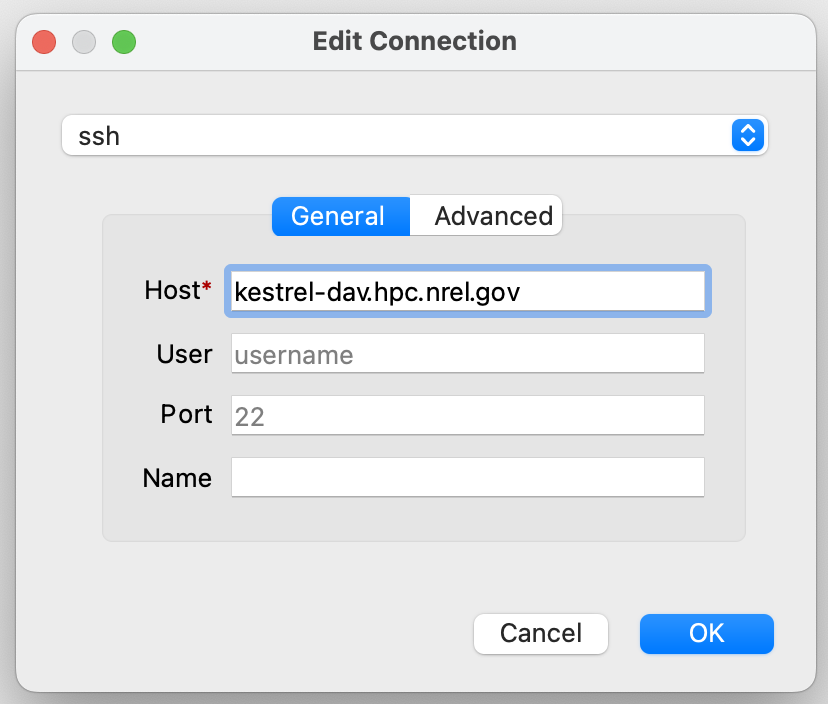 Edit Connection
ssh
General Advanced
Host* kestrel-dav.hpc.nrel.gov
User username
Port 22
Name
Cancel OK